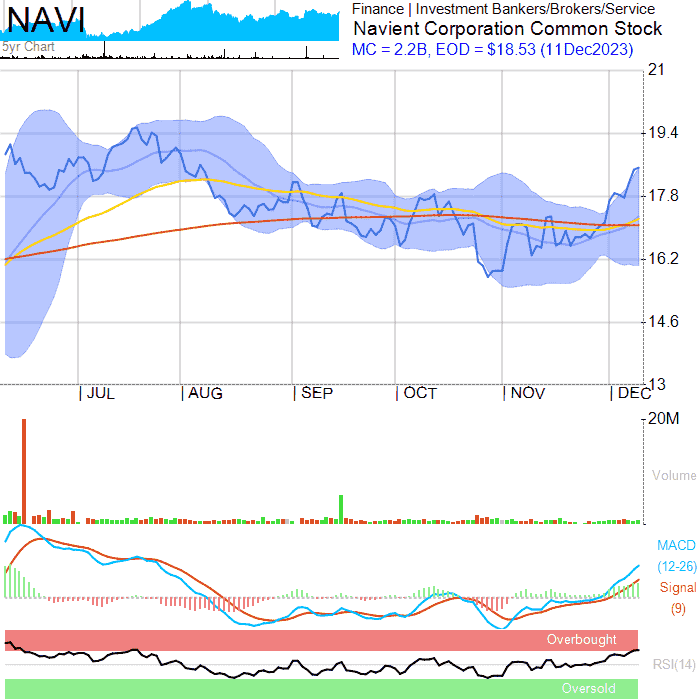 NAVI
5yr Chart
Finance | Investment Bankers/Brokers/Service
Navient Corporation Common Stock
MC = 2.2B, EOD = $18.53 (11Dec2023)
21
19.4
17.8
16.2
14.6
13
| JUL | AUG | SEP | OCT | NOV | DEC
20M
Volume
MACD
(12-26)
Signal
(9)
Overbought
RSI(14)
Oversold